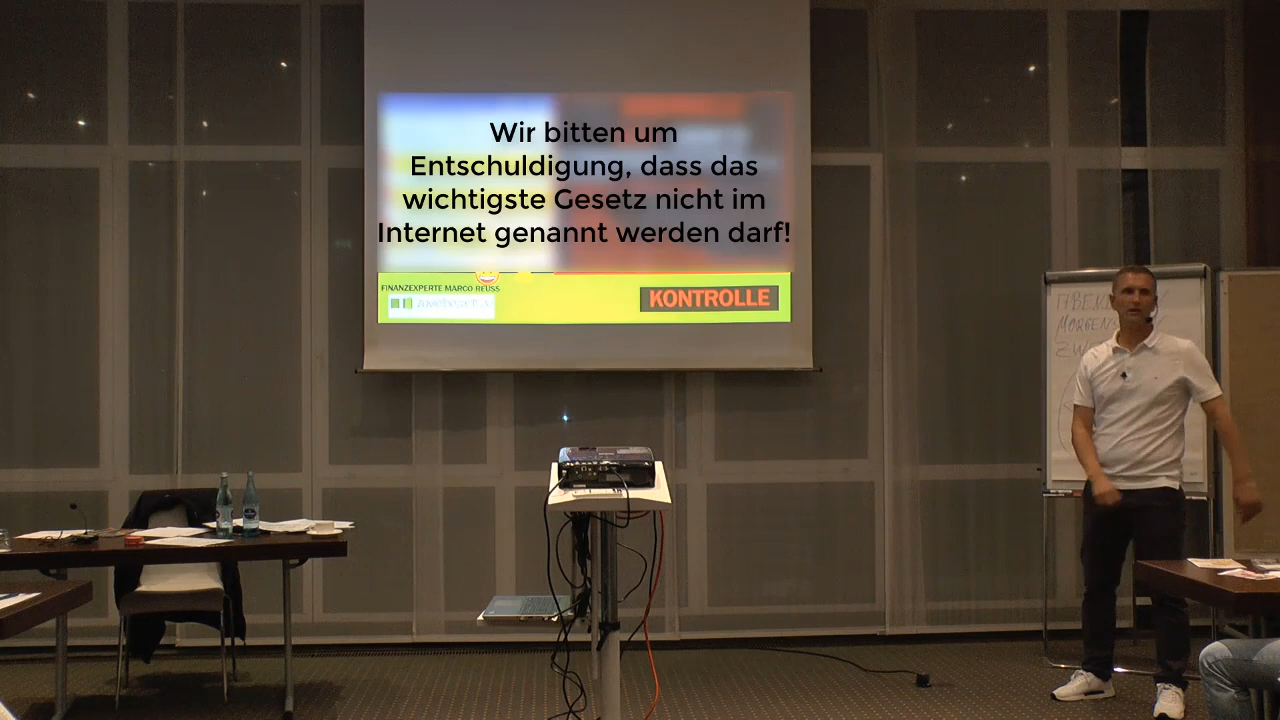 Wir bitten um
Entschuldigung, dass das
wichtigste Gesetz nicht im
Internet genannt werden darf!
FINANZEXPERTE MARCO REUSS
KONTROLLE